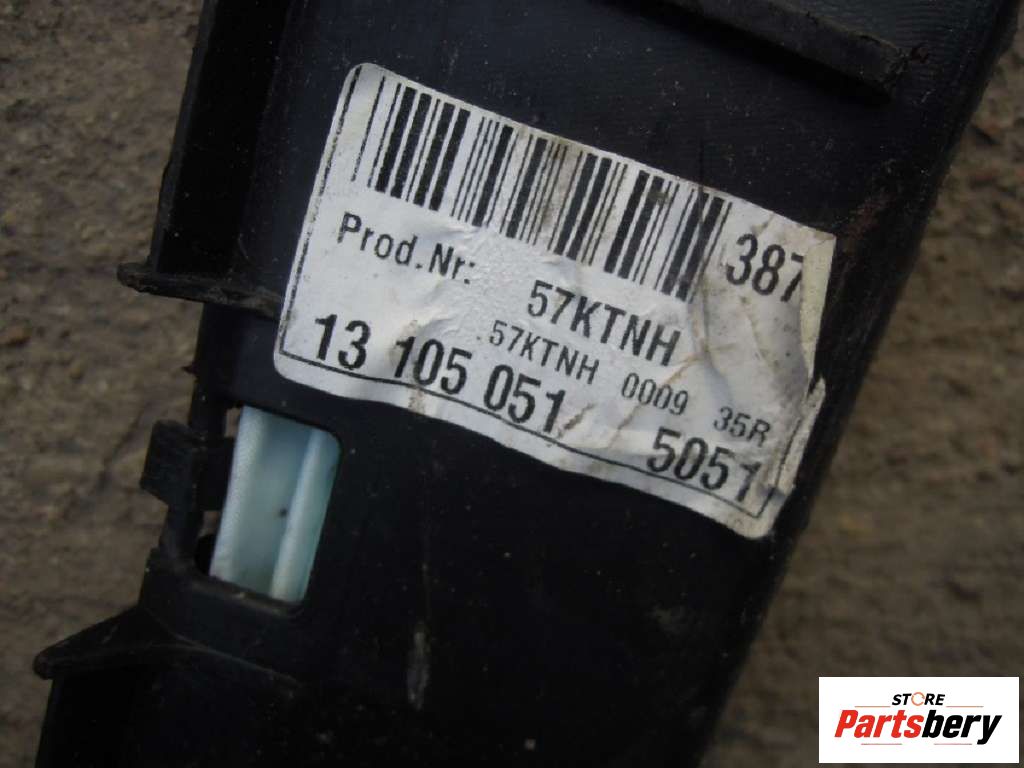 387
Prod.Nr:
57KTNH
57KTNH 0009 35R
13 105 051 5051
STORE
Partsbery